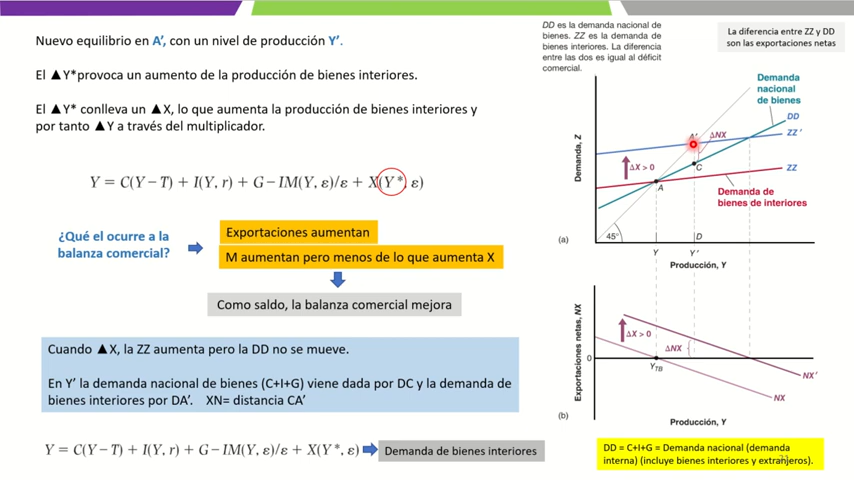 Nuevo equilibrio en A’, con un nivel de producción Y’.
El ▲Y*provoca un aumento de la producción de bienes interiores.
El ▲Y* conlleva un ▲X, lo que aumenta la producción de bienes interiores y
por tanto ▲Y a través del multiplicador.
Y = C(Y − T) + I(Y, r) + G − IM(Y, ε)/ε + X(Y*, ε)
¿Qué el ocurre a la
balanza comercial?
Exportaciones aumentan
M aumentan pero menos de lo que aumenta X
Como saldo, la balanza comercial mejora
Cuando ▲X, la ZZ aumenta pero la DD no se mueve.
En Y’ la demanda nacional de bienes (C+I+G) viene dada por DC y la demanda de
bienes interiores por DA’. XN= distancia CA’
Y = C(Y − T) + I(Y, r) + G − IM(Y, ε)/ε + X(Y*, ε)
Demanda de bienes interiores
DD es la demanda nacional de
bienes. ZZ es la demanda de
bienes interiores. La diferencia
entre las dos es igual al déficit
comercial.
La diferencia entre ZZ y DD
son las exportaciones netas
Demanda
nacional
de bienes
DD
ZZ'
A'
ΔNX
Demanda, Z
ΔX > 0
C
ZZ
A
Demanda de
bienes de interiores
(a)
45°
D
Y
Y'
Producción, Y
Exportaciones netas, NX
ΔX > 0
ΔNX
0
YTB
NX'
NX
(b)
Producción, Y
DD = C+I+G = Demanda nacional (demanda
interna) (incluye bienes interiores y extranjeros).